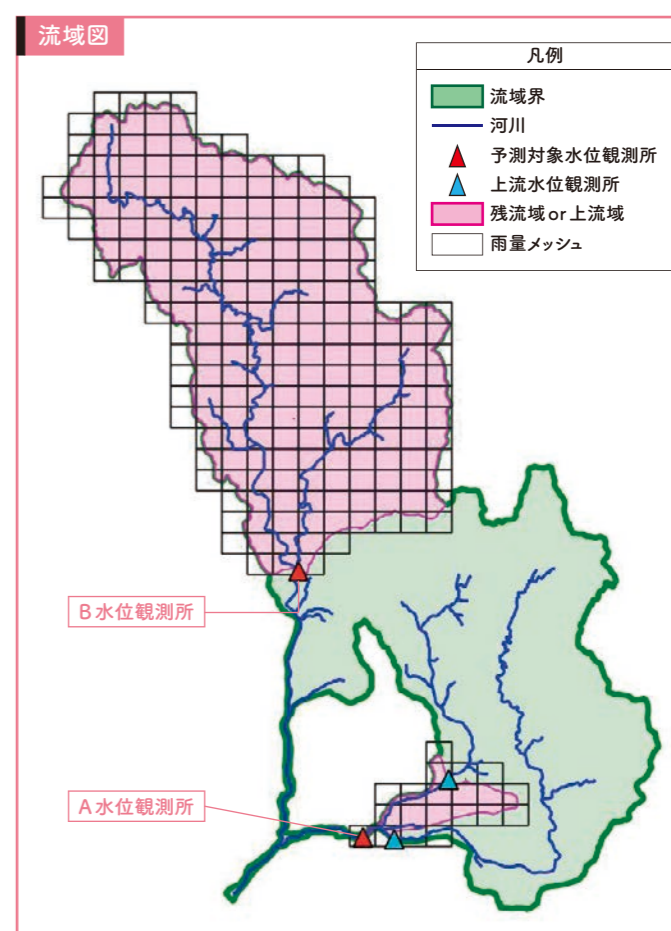 流域図
凡例
流域界
河川
予測対象水位観測所
上流水位観測所
残流域or上流域
雨量メッシュ
B水位観測所
A水位観測所